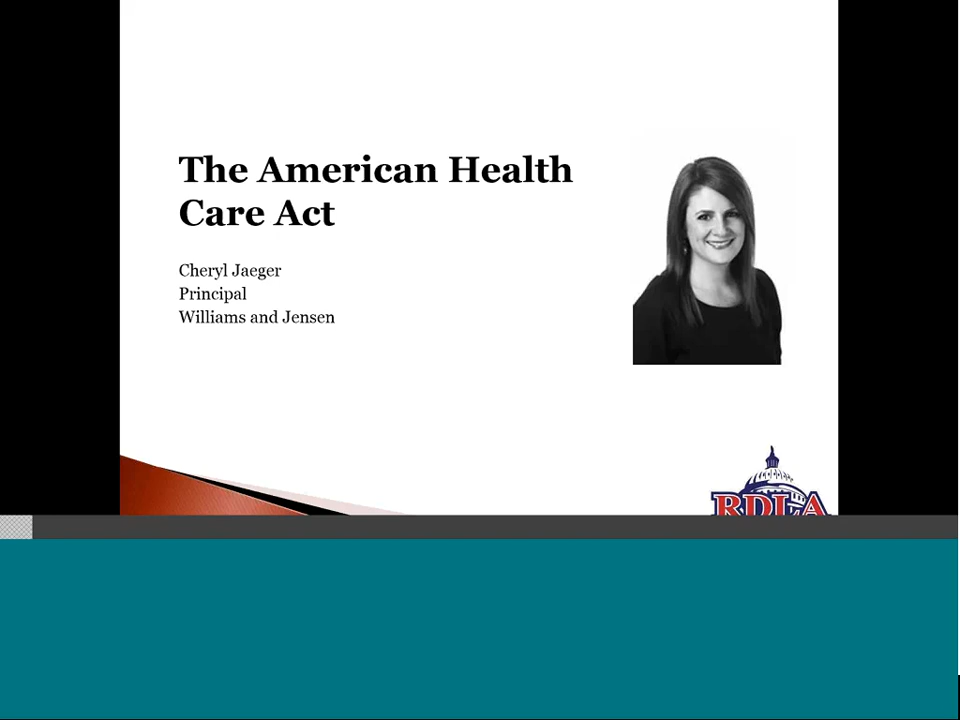 The American Health
Care Act
Cheryl Jaeger
Principal
Williams and Jensen
RDLA